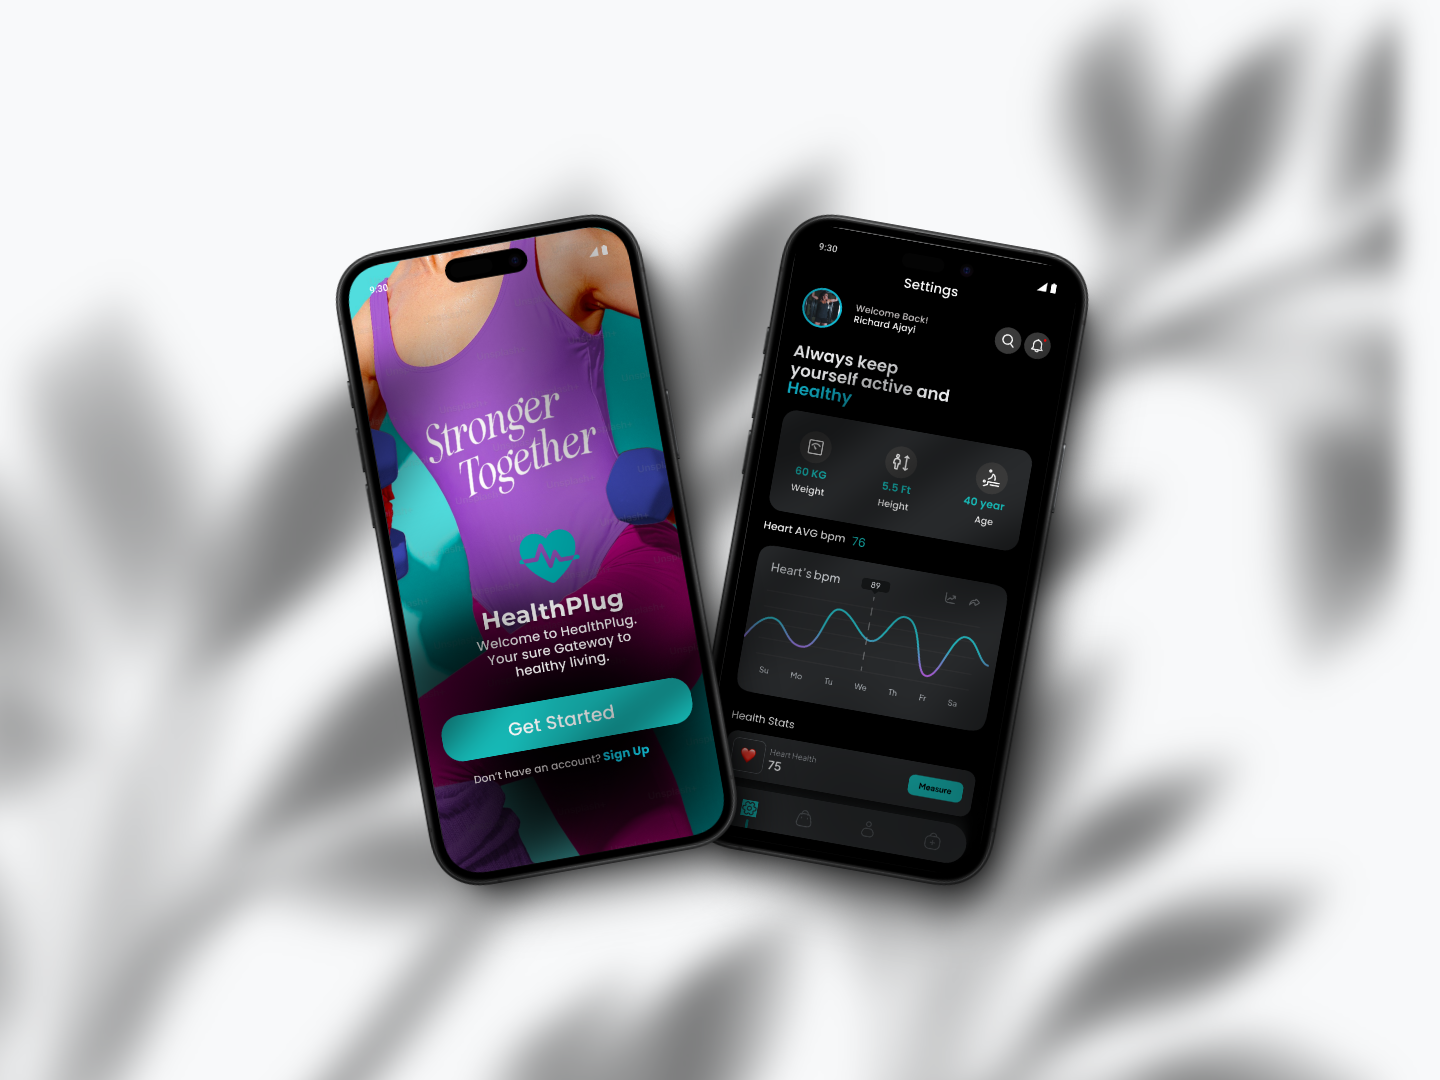 9:30
Stronger
Together
HealthPlug
Welcome to HealthPlug.
Your sure Gateway to
healthy living.
Get Started
Don't have an account? Sign Up
9:30
Settings
Welcome Back!
Richard Ajayi
Always keep
yourself active and
Healthy
60 KG
Weight
5.5 Ft
Height
40 year
Age
Heart AVG bpm 76
Heart's bpm
89
Su Mo Tu We Th Fr Sa
Health Stats
Heart Health
75
Measure